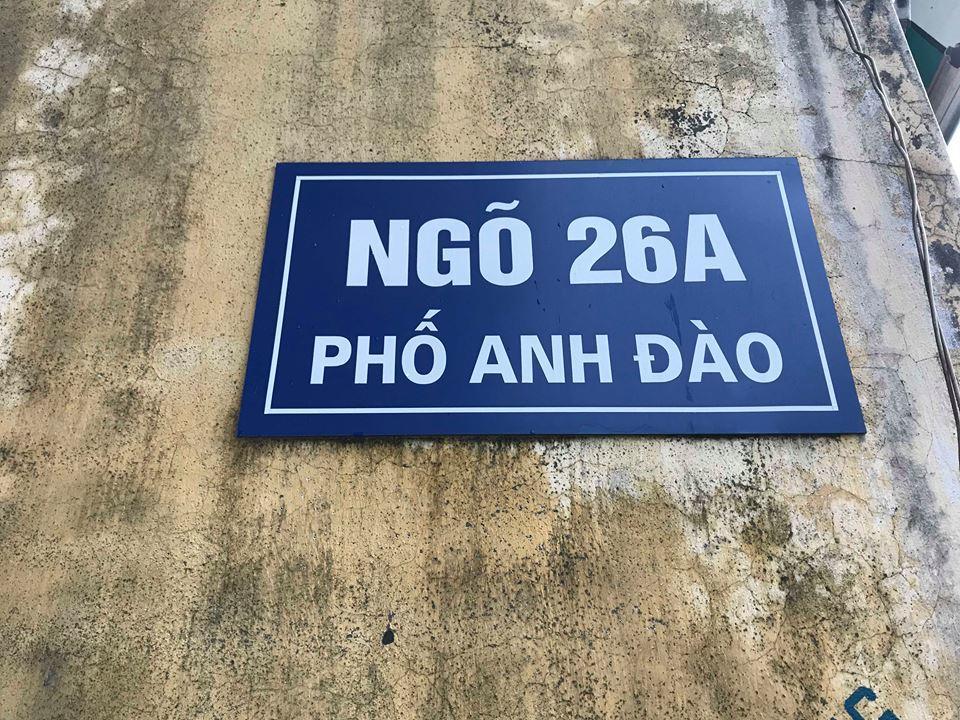 NGÕ 26A
PHỐ ANH ĐÀO